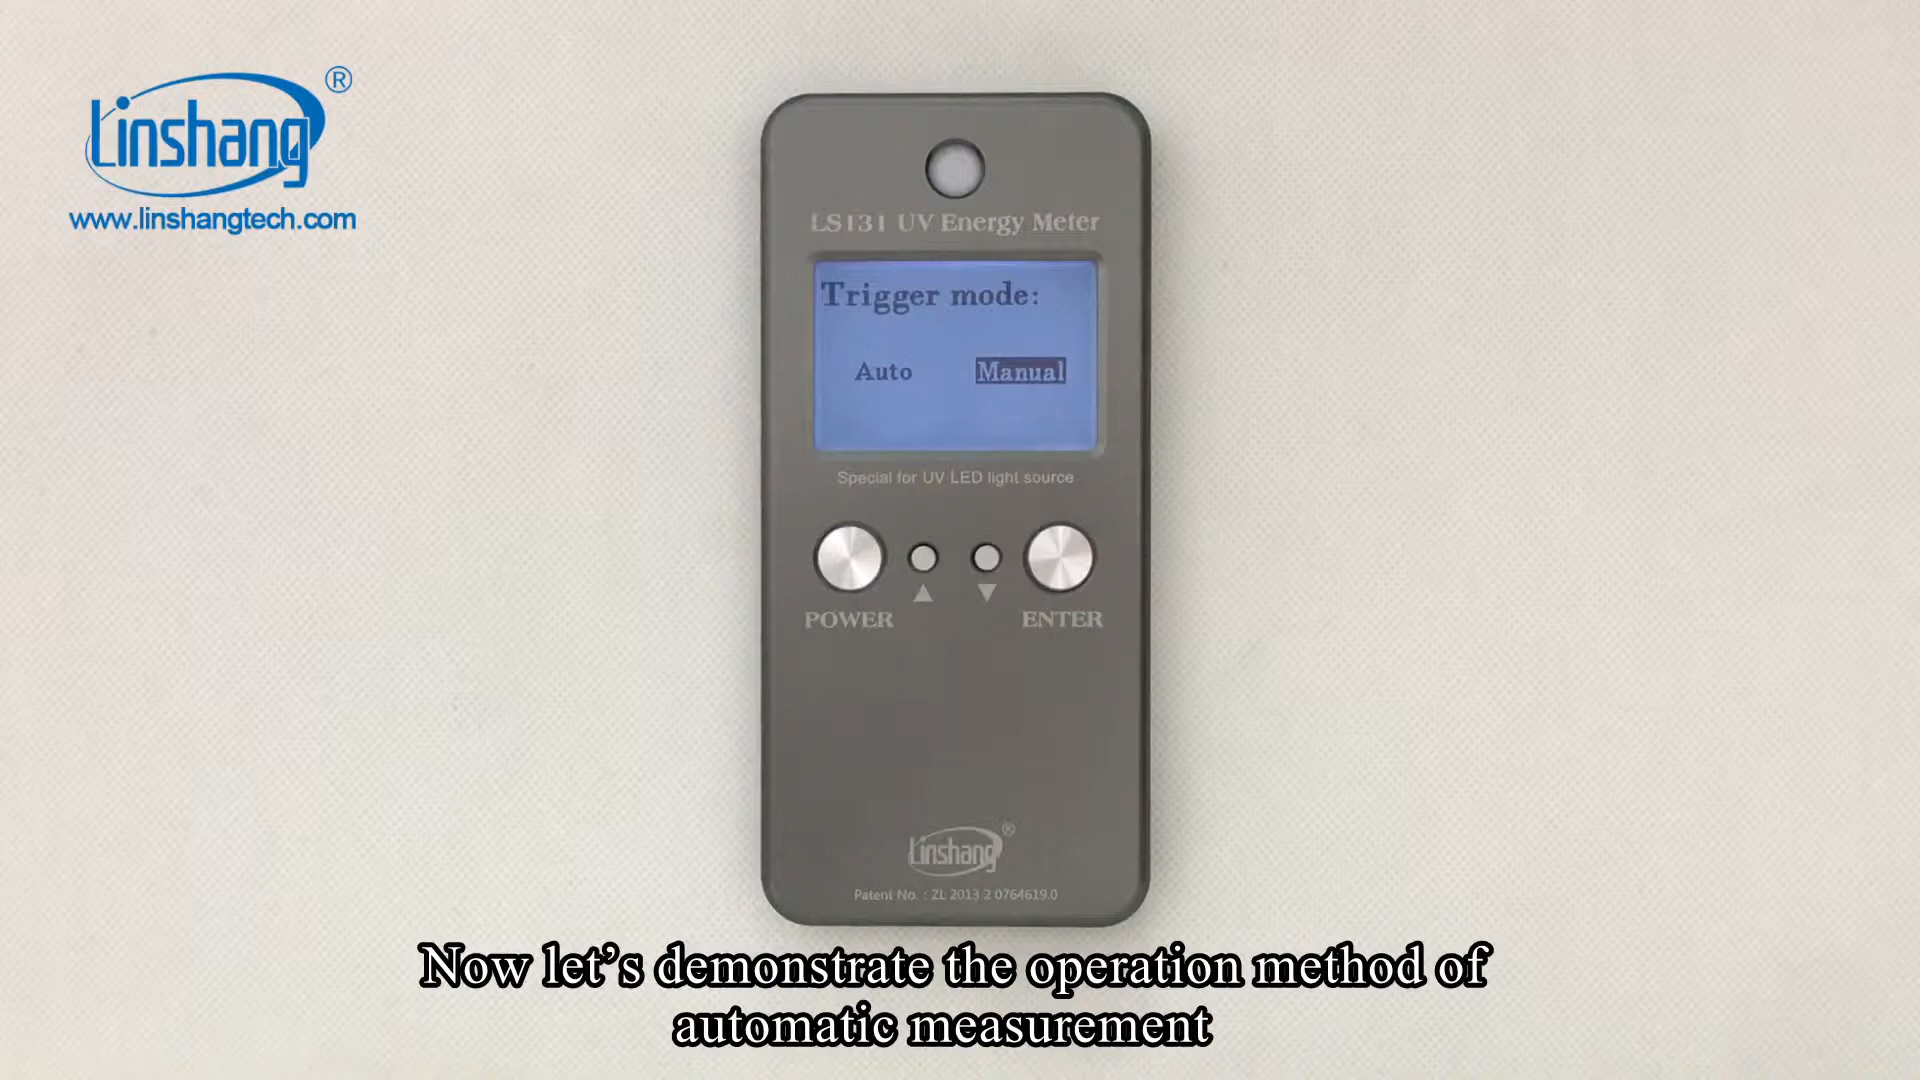 Linshang®
www.linshangtech.com
LS131 UV Energy Meter
Trigger mode:
Auto Manual
Special for UV LED light source
▲ ▼
POWER ENTER
Linshang®
Patent No. : ZL 2013 2 0764619.0
Now let's demonstrate the operation method of
automatic measurement